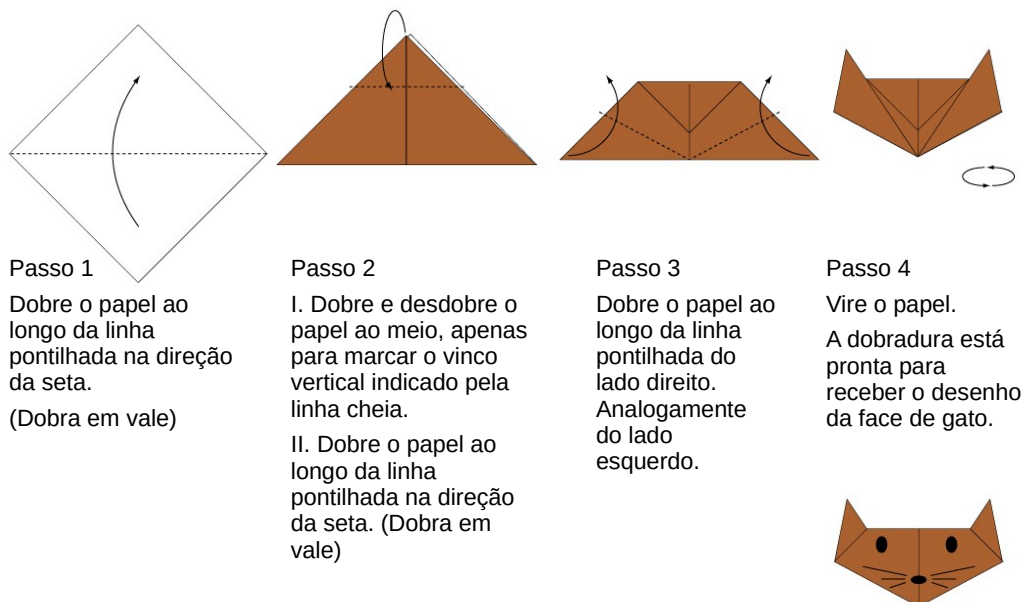 Passo 1
Dobre o papel ao
longo da linha
pontilhada na direção
da seta.
(Dobra em vale)
Passo 2
I. Dobre e desdobre o
papel ao meio, apenas
para marcar o vinco
vertical indicado pela
linha cheia.
II. Dobre o papel ao
longo da linha
pontilhada na direção
da seta. (Dobra em
vale)
Passo 3
Dobre o papel ao
longo da linha
pontilhada do
lado direito.
Analogamente
do lado
esquerdo.
Passo 4
Vire o papel.
A dobradura está
pronta para
receber o desenho
da face de gato.